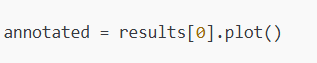 annotated = results[0].plot()